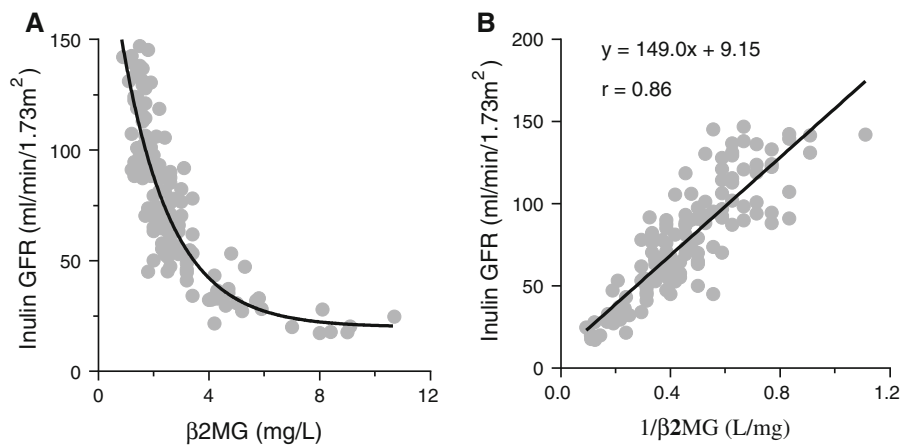 A
150
100
50
0
0
4
8
12
Inulin GFR (ml/min/1.73m²)
β2MG (mg/L)
B
y = 149.0x + 9.15
r = 0.86
200
150
100
50
0
0.0
0.4
0.8
1.2
Inulin GFR (ml/min/1.73m²)
1/β2MG (L/mg)